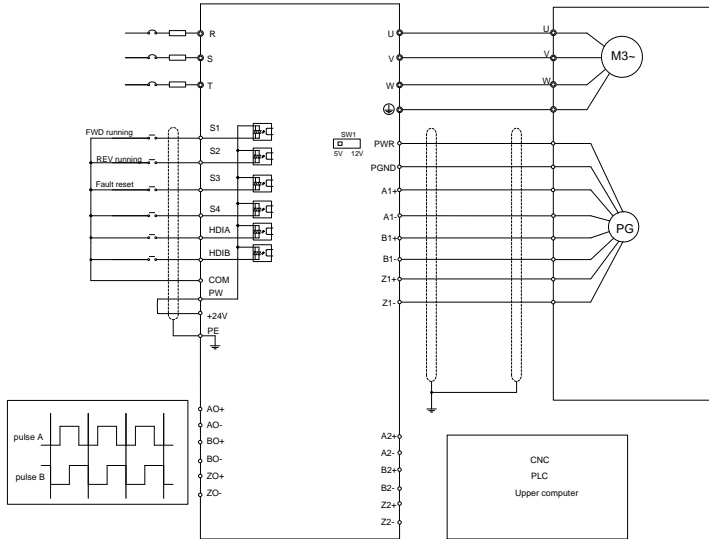 R
S
T
U
V
W
U
V
W
M3~
FWD running
REV running
Fault reset
S1
S2
S3
S4
HDIA
HDIB
COM
PW
+24V
PE
SW1
5V 12V
PWR
PGND
A1+
A1-
B1+
B1-
Z1+
Z1-
PG
pulse A
pulse B
AO+
AO-
BO+
BO-
ZO+
ZO-
A2+
A2-
B2+
B2-
Z2+
Z2-
CNC
PLC
Upper computer